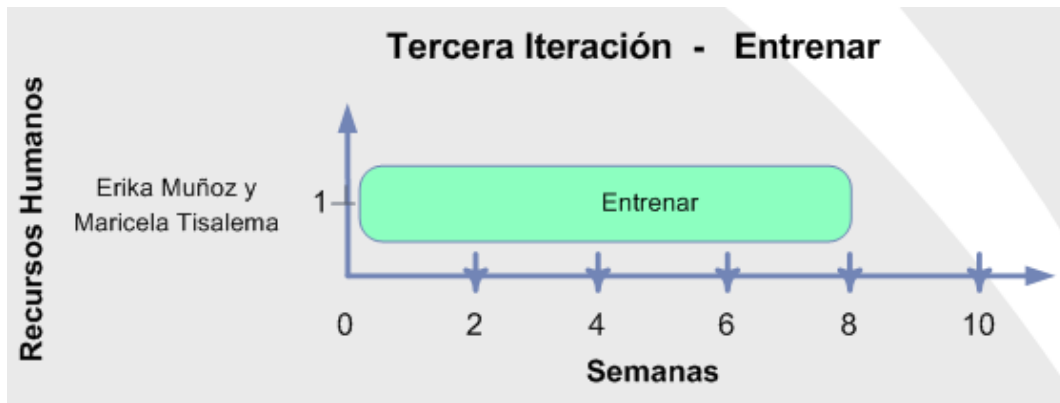 Tercera Iteración - Entrenar
Recursos Humanos
Erika Muñoz y
Maricela Tisalema
1
Entrenar
0 2 4 6 8 10
Semanas